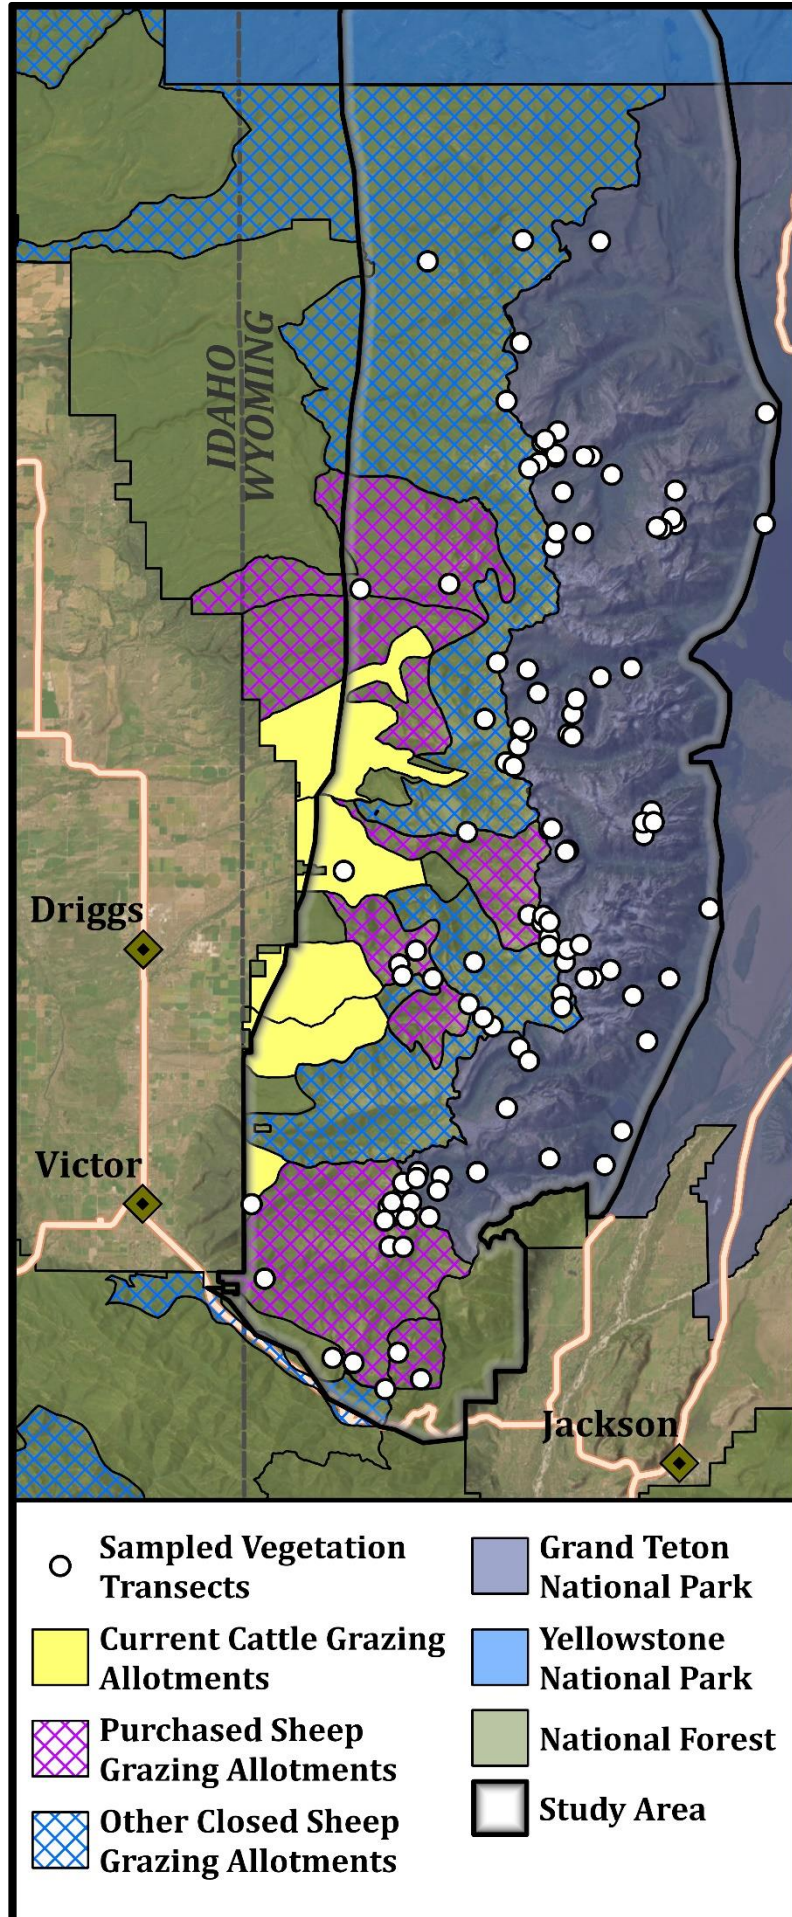 IDAHO
WYOMING
Driggs
Victor
Jackson
Sampled Vegetation
Transects
Current Cattle Grazing
Allotments
Purchased Sheep
Grazing Allotments
Other Closed Sheep
Grazing Allotments
Grand Teton
National Park
Yellowstone
National Park
National Forest
Study Area